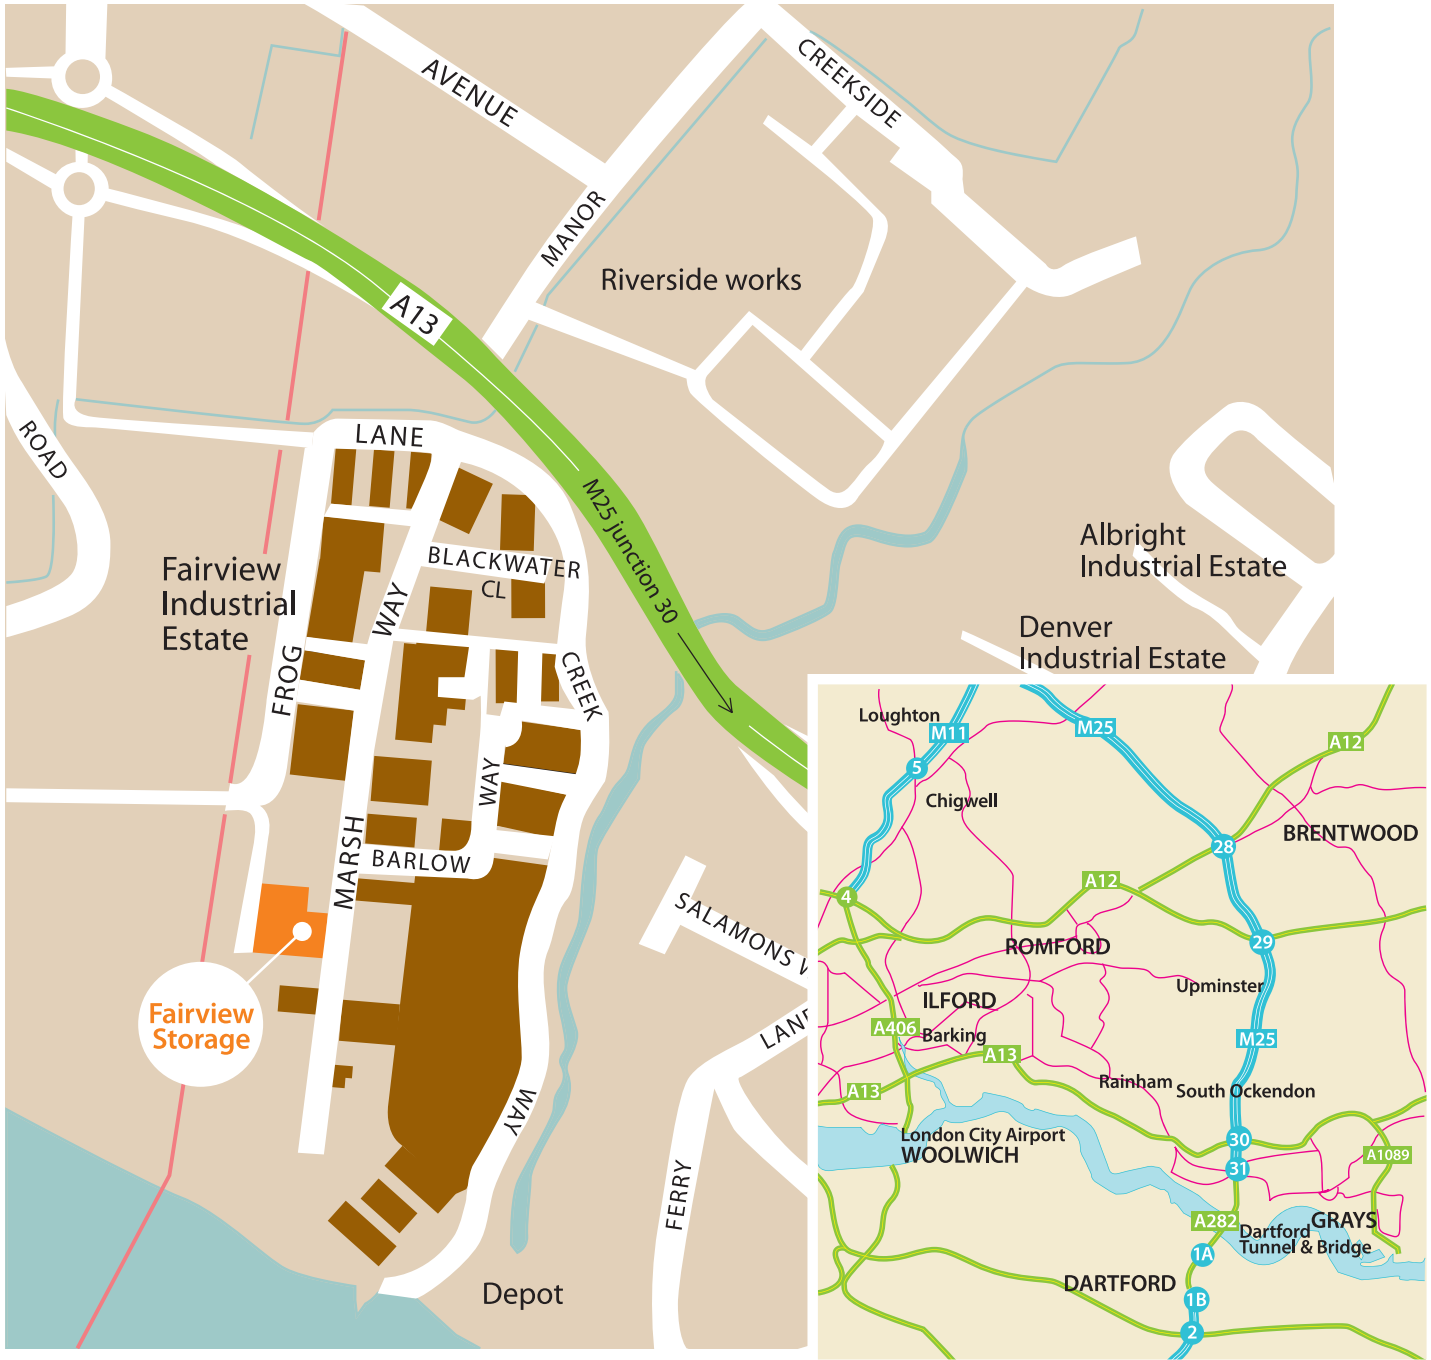 AVENUE
CREEKSIDE
MANOR
Riverside works
A13
LANE
ROAD
M25 junction 30
BLACKWATER
CL
Albright
Industrial Estate
Fairview
Industrial
Estate
WAY
Denver
Industrial Estate
FROG
CREEK
WAY
MARSH
BARLOW
SALAMONS W
LANE
Fairview
Storage
WAY
FERRY
Depot
Loughton
M11
M25
A12
5
Chigwell
BRENTWOOD
28
A12
4
29
ROMFORD
Upminster
ILFORD
A406
Barking
M25
A13
Rainham
South Ockendon
A13
London City Airport
WOOLWICH
30
A1089
31
A282
GRAYS
Dartford
Tunnel & Bridge
1A
DARTFORD
1B
2